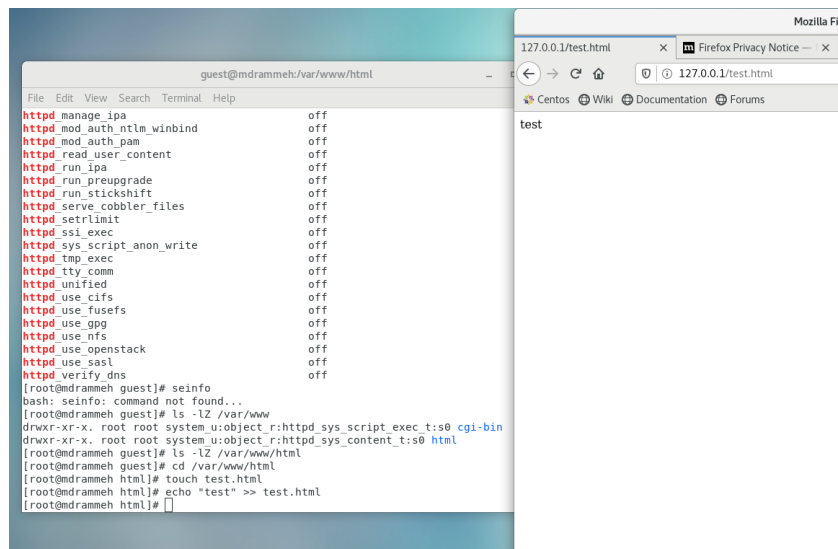 guest@mdrammeh:/var/www/html
File Edit View Search Terminal Help
httpd_manage_ipa off
httpd_mod_auth_ntlm_winbind off
httpd_mod_auth_pam off
httpd_read_user_content off
httpd_run_ipa off
httpd_run_preupgrade off
httpd_run_stickshift off
httpd_serve_cobbler_files off
httpd_setrlimit off
httpd_ssi_exec off
httpd_sys_script_anon_write off
httpd_tmp_exec off
httpd_tty_comm off
httpd_unified off
httpd_use_cifs off
httpd_use_fusefs off
httpd_use_gpg off
httpd_use_nfs off
httpd_use_openstack off
httpd_use_sasl off
httpd_verify_dns off
[root@mdrammeh guest]# seinfo
bash: seinfo: command not found...
[root@mdrammeh guest]# ls -lZ /var/www
drwxr-xr-x. root root system_u:object_r:httpd_sys_script_exec_t:s0 cgi-bin
drwxr-xr-x. root root system_u:object_r:httpd_sys_content_t:s0 html
[root@mdrammeh guest]# ls -lZ /var/www/html
[root@mdrammeh guest]# cd /var/www/html
[root@mdrammeh html]# touch test.html
[root@mdrammeh html]# echo "test" >> test.html
[root@mdrammeh html]#
Mozilla Fi
127.0.0.1/test.html
m Firefox Privacy Notice —
127.0.0.1/test.html
Centos Wiki Documentation Forums
test